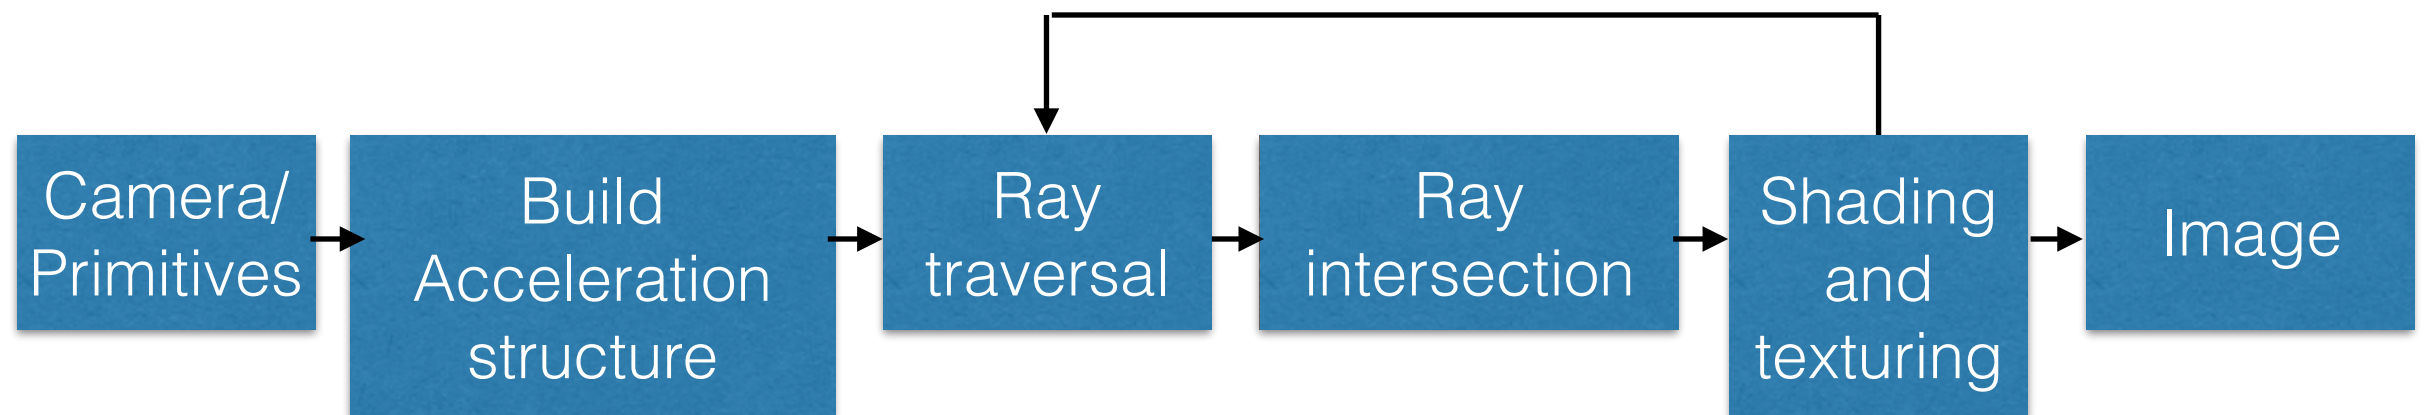 Camera/
Primitives
Build
Acceleration
structure
Ray
traversal
Ray
intersection
Shading
and
texturing
Image